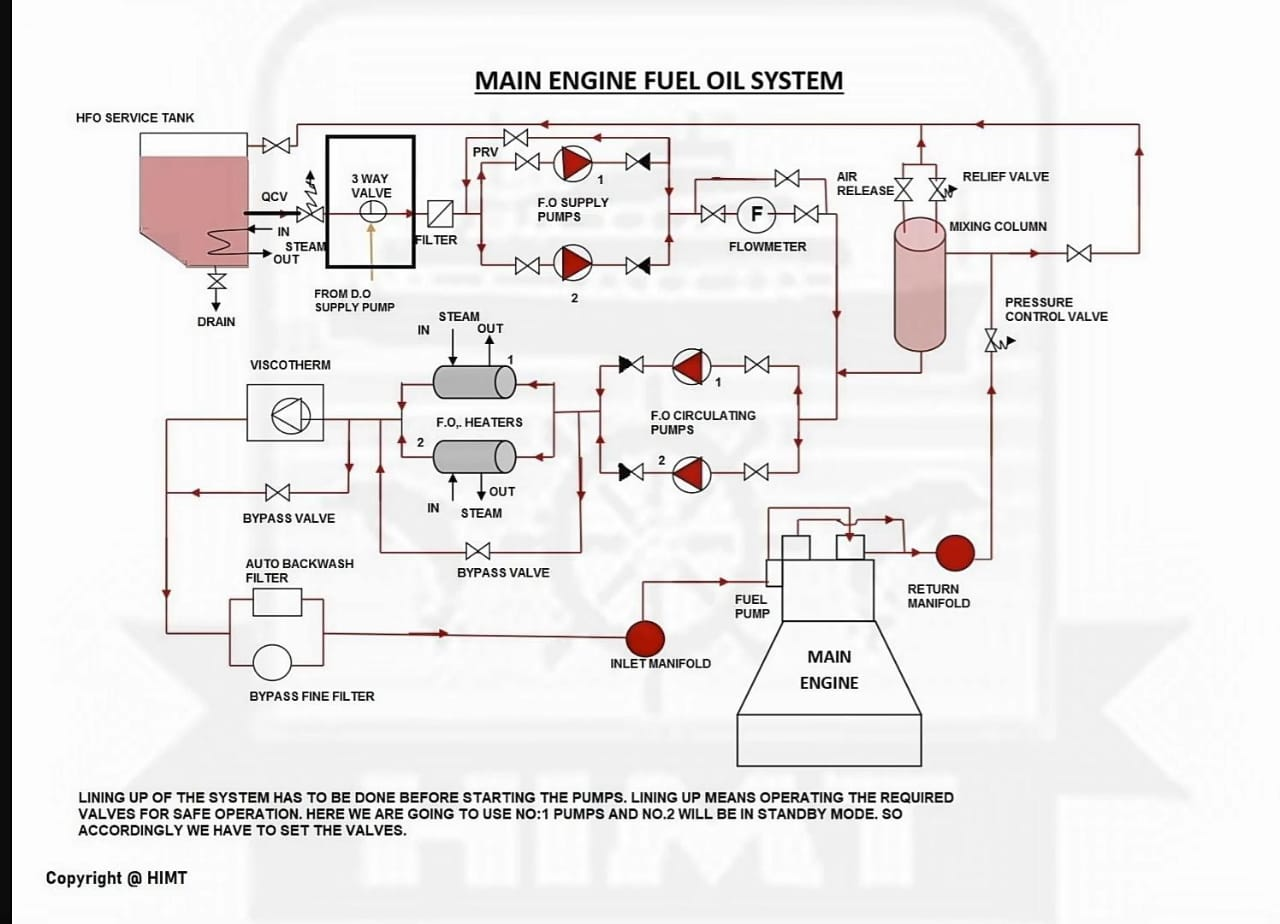 MAIN ENGINE FUEL OIL SYSTEM
HFO SERVICE TANK
QCV
IN
STEAM
OUT
DRAIN
3 WAY
VALVE
FROM D.O
SUPPLY PUMP
FILTER
PRV
1
F.O SUPPLY
PUMPS
2
F
FLOWMETER
AIR
RELEASE
RELIEF VALVE
MIXING COLUMN
PRESSURE
CONTROL VALVE
VISCOTHERM
STEAM
IN
OUT
1
F.O,. HEATERS
2
IN
OUT
STEAM
1
F.O CIRCULATING
PUMPS
2
BYPASS VALVE
BYPASS VALVE
AUTO BACKWASH
FILTER
BYPASS FINE FILTER
INLET MANIFOLD
FUEL
PUMP
RETURN
MANIFOLD
MAIN
ENGINE
LINING UP OF THE SYSTEM HAS TO BE DONE BEFORE STARTING THE PUMPS. LINING UP MEANS OPERATING THE REQUIRED
VALVES FOR SAFE OPERATION. HERE WE ARE GOING TO USE NO:1 PUMPS AND NO.2 WILL BE IN STANDBY MODE. SO
ACCORDINGLY WE HAVE TO SET THE VALVES.
HIMT
Copyright @ HIMT